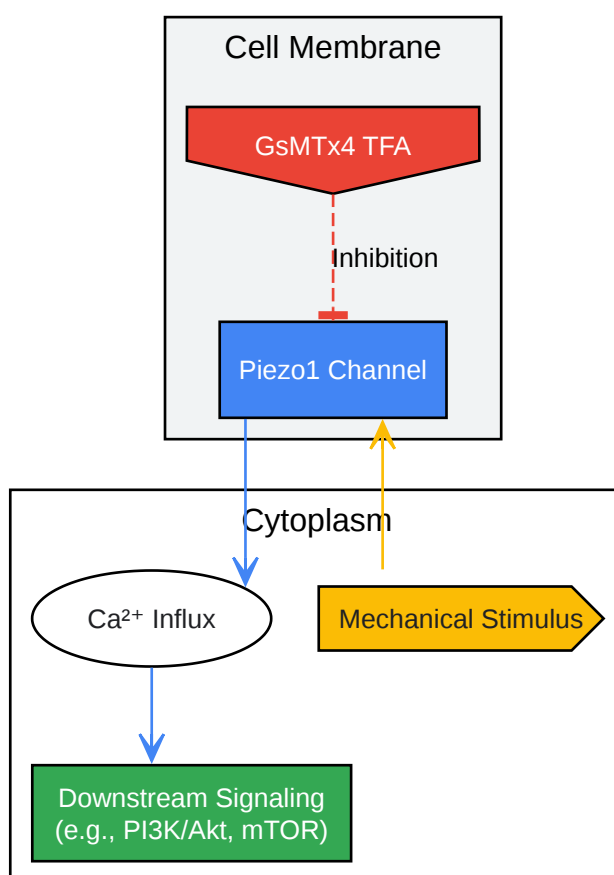 Cell Membrane
GsMTx4 TFA
Inhibition
Piezo1 Channel
Cytoplasm
Ca²⁺ Influx
Mechanical Stimulus
Downstream Signaling
(e.g., PI3K/Akt, mTOR)